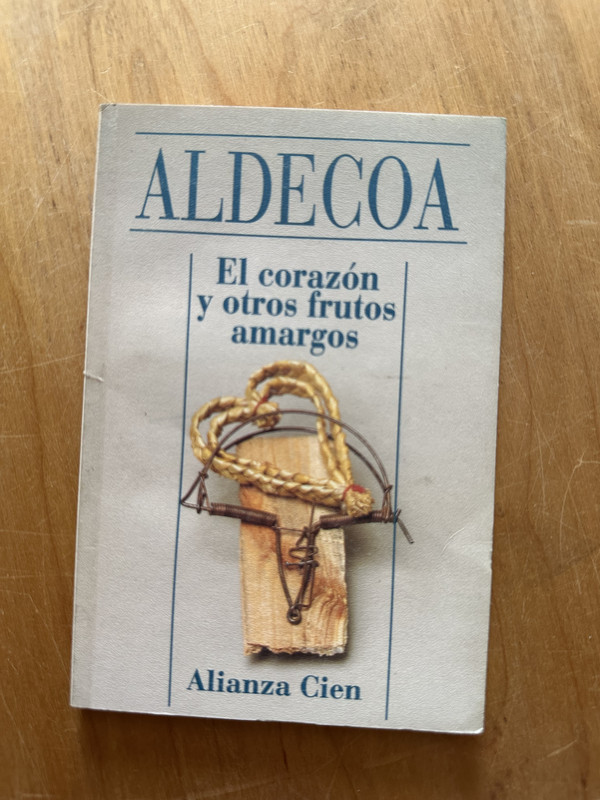 ALDECOA
El corazón
y otros frutos
amargos
Alianza Cien